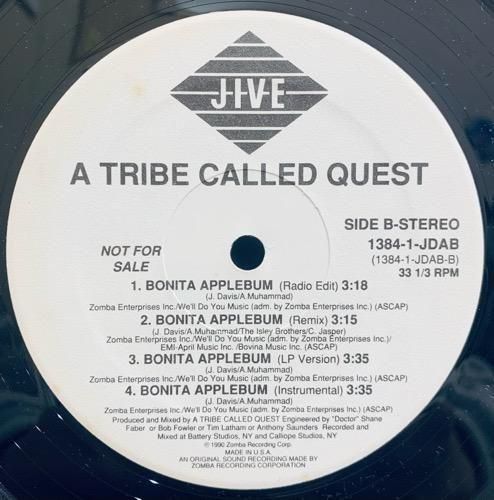 JIVE
A TRIBE CALLED QUEST
SIDE B-STEREO
1384-1-JDAB
(1384-1-JDAB-B)
33 1/3 RPM
NOT FOR
SALE
1. BONITA APPLEBUM (Radio Edit) 3:18
(J. Davis/A.Muhammad)
Zomba Enterprises Inc./We'll Do You Music (adm. by Zomba Enterprises Inc.) (ASCAP)
2. BONITA APPLEBUM (Remix) 3:15
(J. Davis/A.Muhammad/The Isley Brothers/C. Jasper)
Zomba Enterprises Inc./We'll Do You Music (adm. by Zomba Enterprises Inc.)/
EMI-April Music Inc. /Bovina Music Inc. (ASCAP)
3. BONITA APPLEBUM (LP Version) 3:35
(J. Davis/A.Muhammad)
Zomba Enterprises Inc./We'll Do You Music (adm. by Zomba Enterprises Inc.) (ASCAP)
4. BONITA APPLEBUM (Instrumental) 3:35
(J. Davis/A.Muhammad)
Zomba Enterprises Inc./We'll Do You Music (adm. by Zomba Enterprises Inc.) (ASCAP)
Produced and Mixed by A TRIBE CALLED QUEST Engineered by "Doctor" Shane
Faber or Bob Fowler or Tim Latham or Anthony Saunders Recorded and
Mixed at Battery Studios, NY and Calliope Studios, NY
℗ 1990 Zomba Recording Corp.
MADE IN U.S.A.
AN ORIGINAL SOUND RECORDING MADE BY
ZOMBA RECORDING CORPORATION